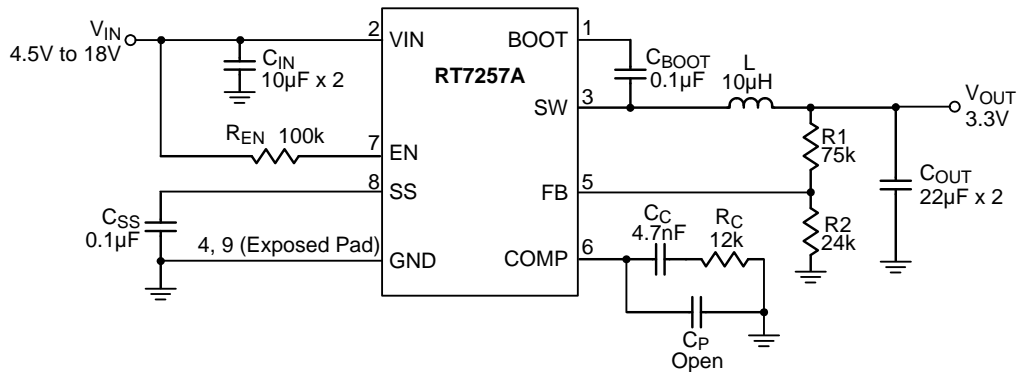 VIN
4.5V to 18V
CIN
10µF x 2
REN 100k
CSS
0.1µF
4, 9 (Exposed Pad)
2
7
8
VIN
EN
SS
GND
RT7257A
BOOT
SW
FB
COMP
1
3
5
6
CBOOT
0.1µF
L
10µH
VOUT
3.3V
R1
75k
R2
24k
COUT
22µF x 2
CC
4.7nF
RC
12k
CP
Open